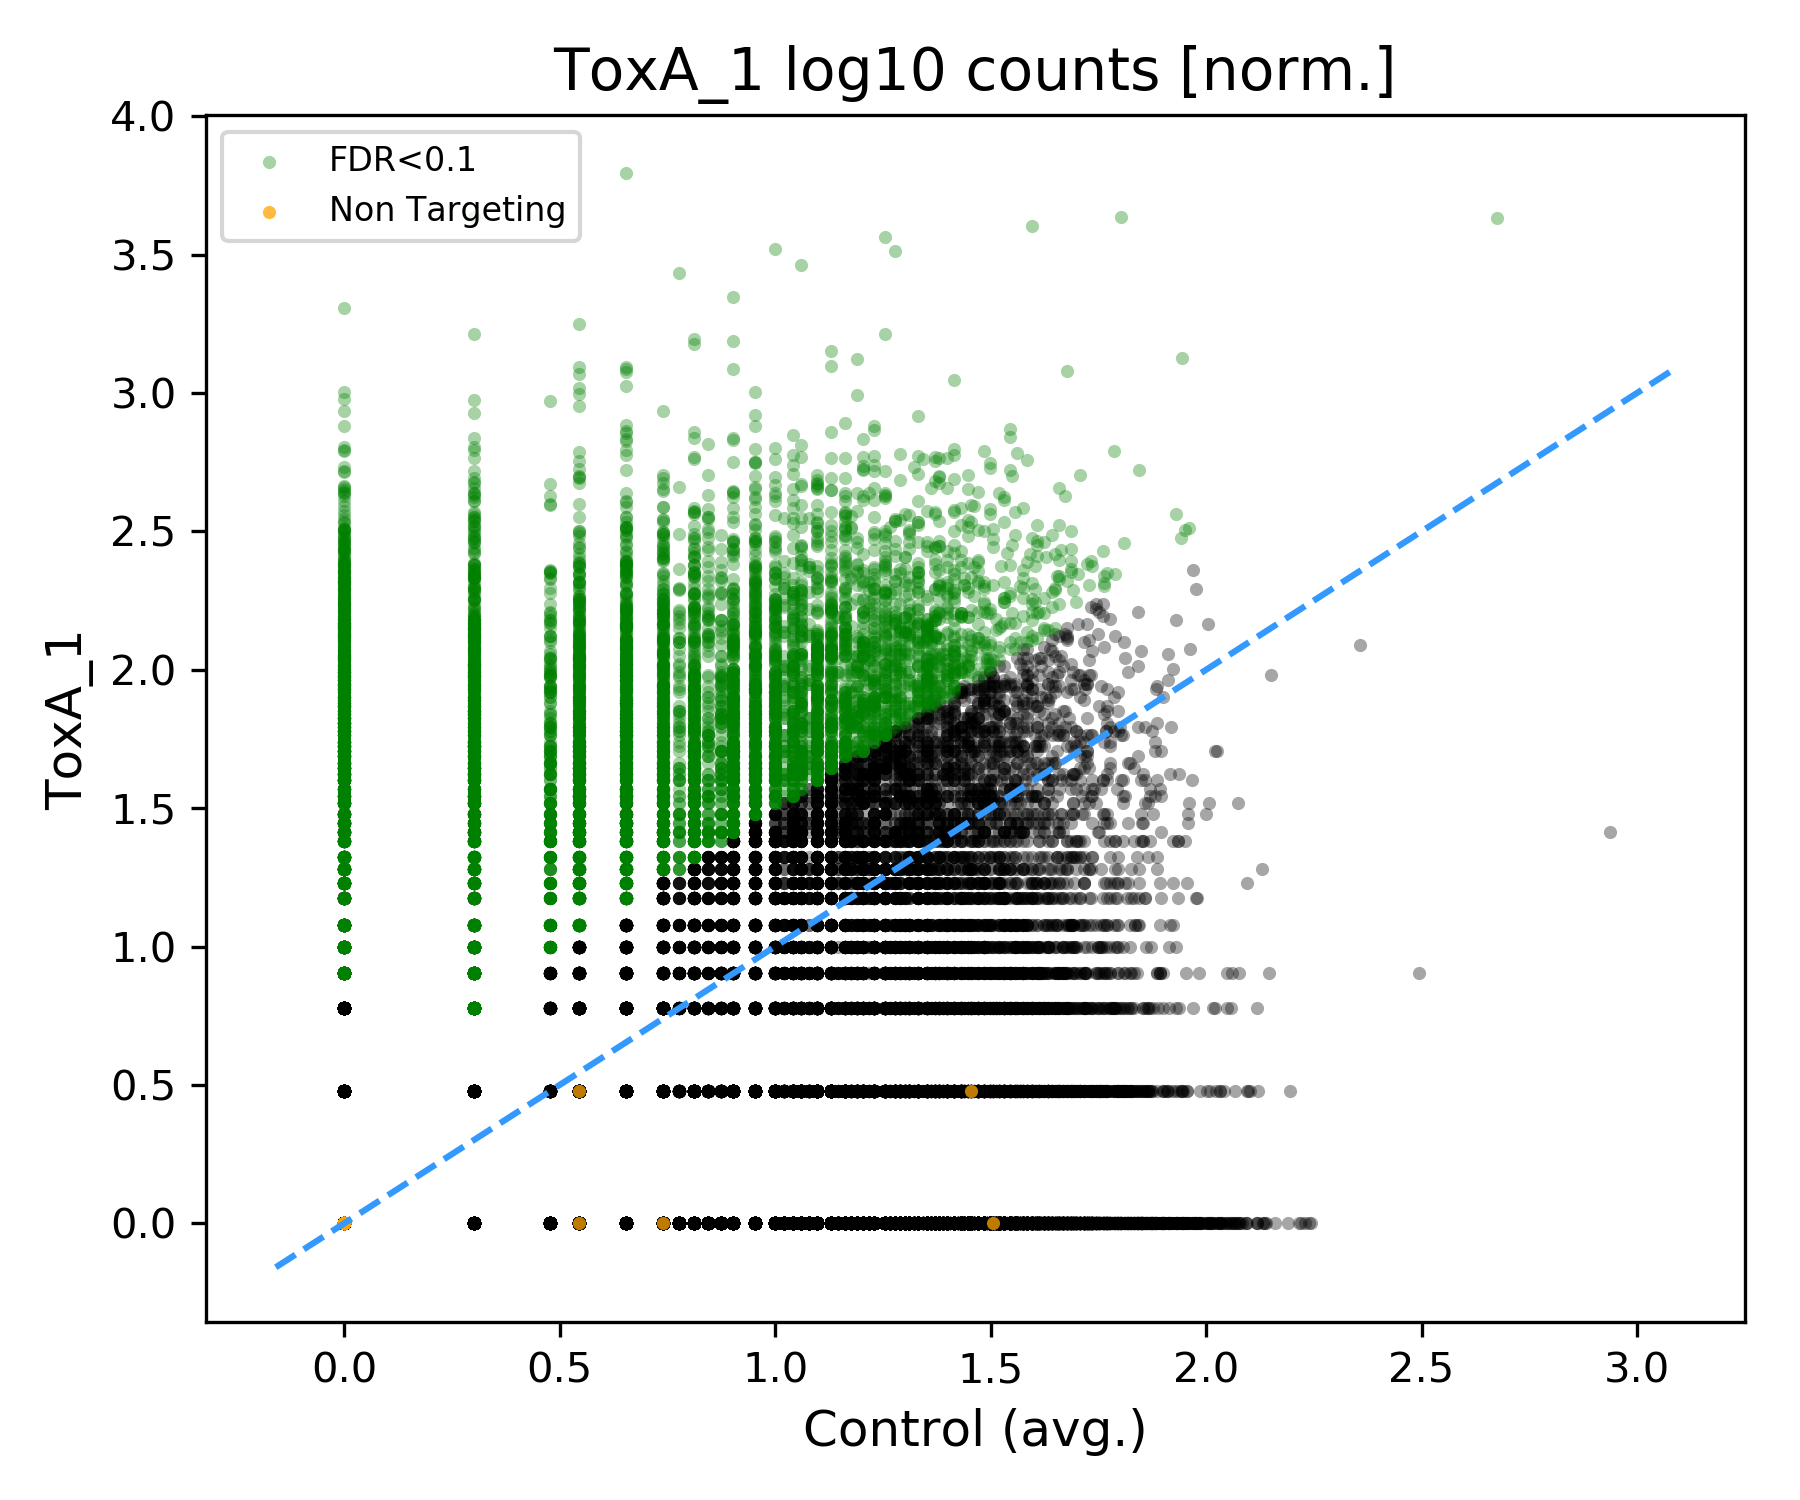 ToxA_1 log10 counts [norm.]
FDR<0.1
Non Targeting
4.0
3.5
3.0
2.5
2.0
1.5
1.0
0.5
0.0
ToxA_1
0.0 0.5 1.0 1.5 2.0 2.5 3.0
Control (avg.)